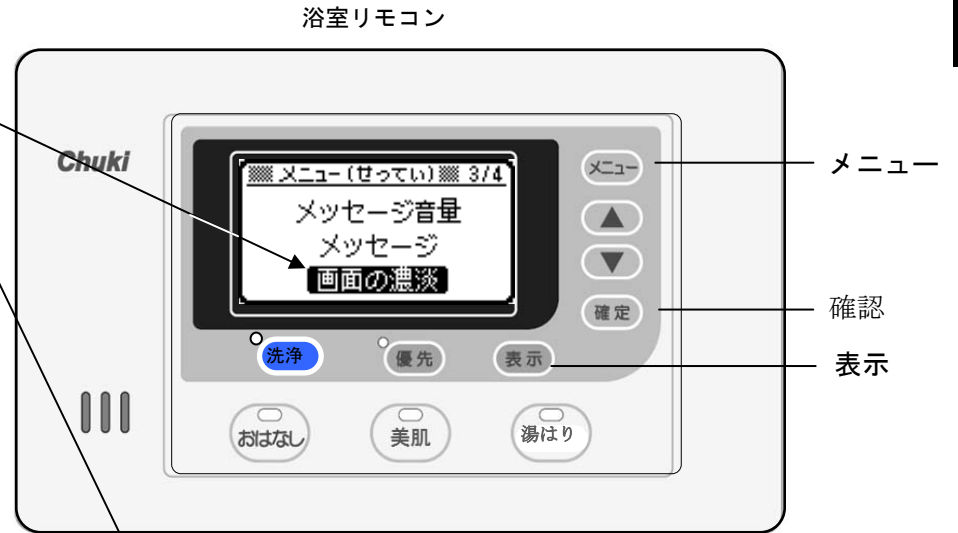 浴室リモコン
Chuki
メニュー(せってい) 3/4
メッセージ音量
メッセージ
画面の濃淡
メニュー
▲
▼
確定
洗浄
優先
表示
おはなし
美肌
湯はり
メニュー
確認
表示